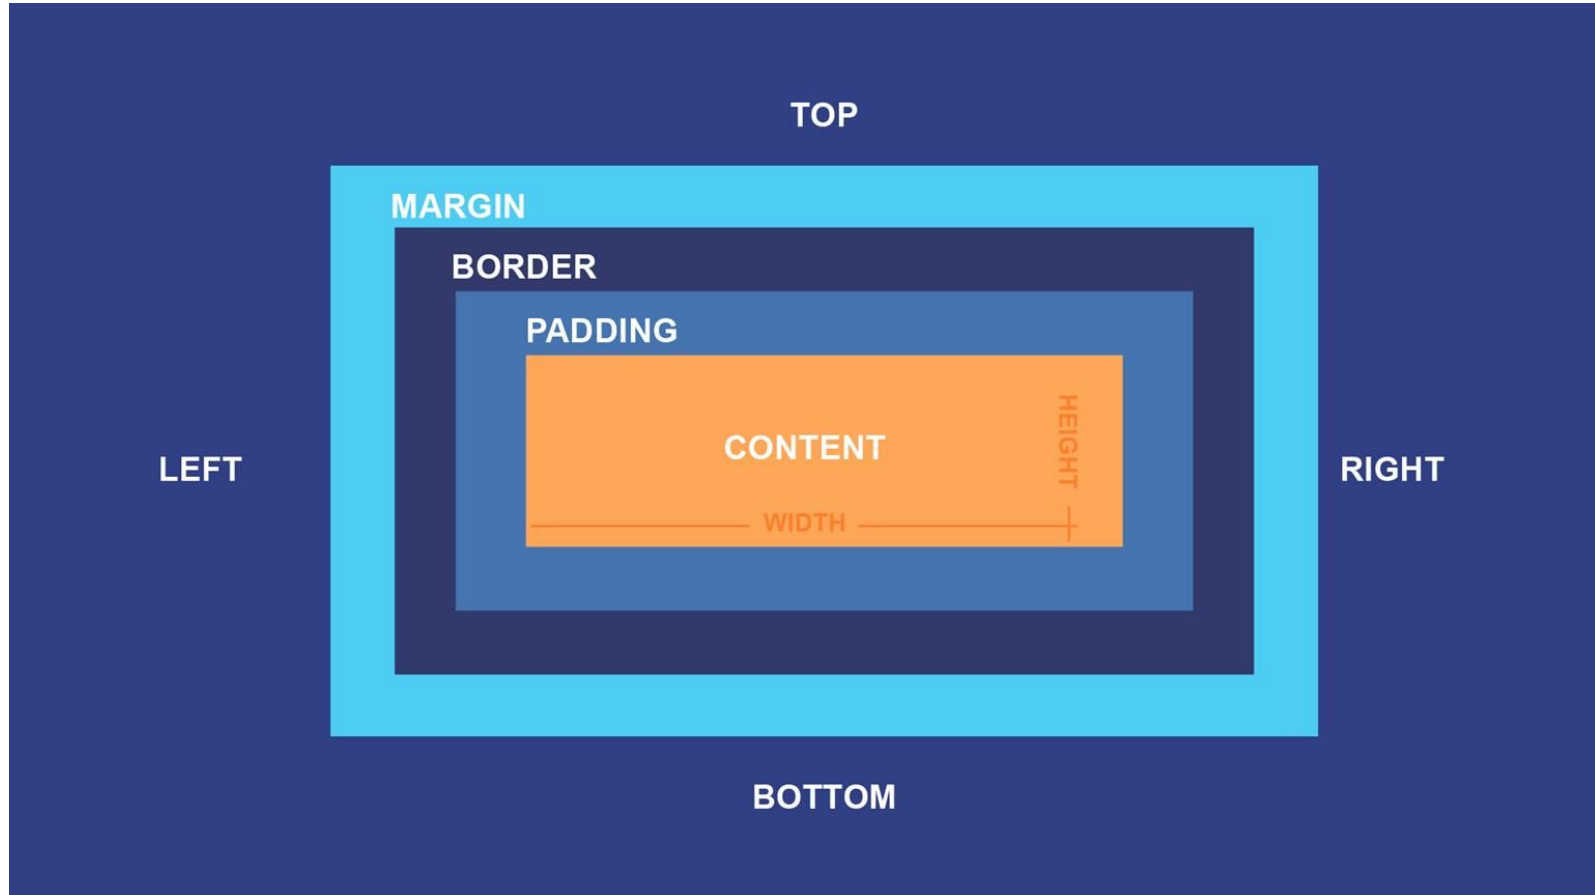 TOP
MARGIN
BORDER
PADDING
HEIGHT
CONTENT
LEFT
RIGHT
WIDTH
BOTTOM